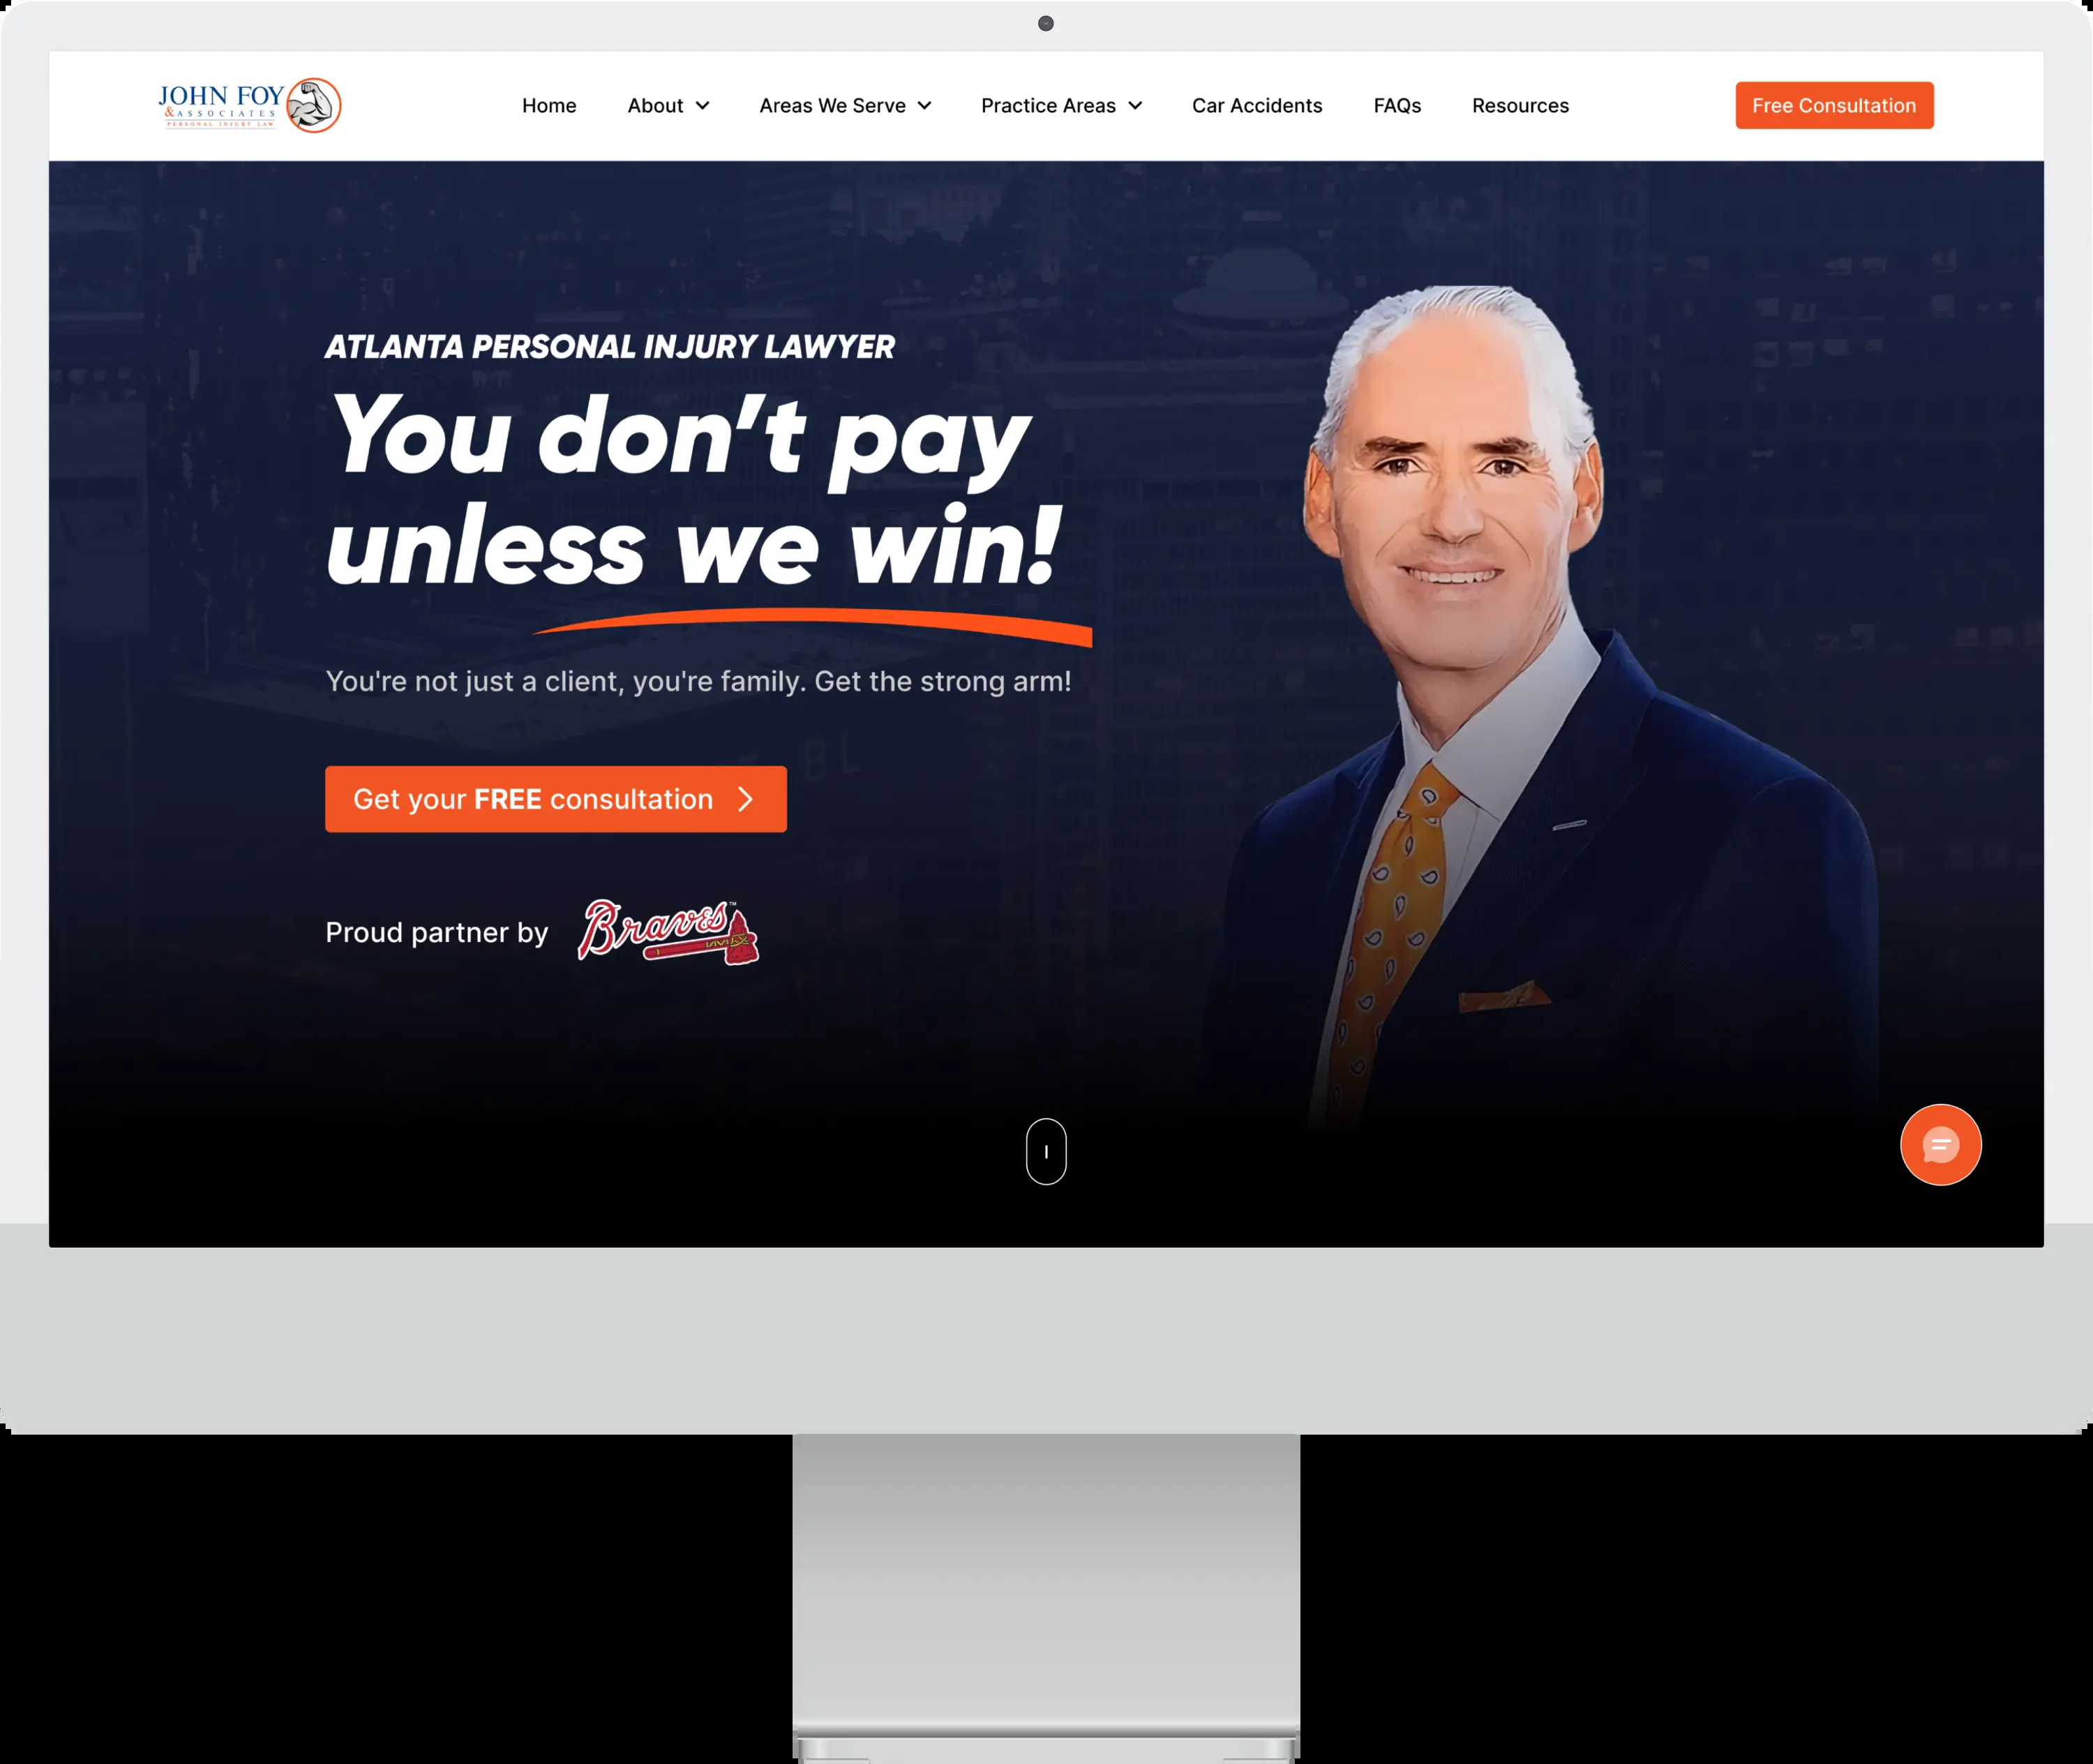 JOHN FOY
&ASSOCIATES
PERSONAL INJURY LAW
Home
About
Areas We Serve
Practice Areas
Car Accidents
FAQs
Resources
Free Consultation
ATLANTA PERSONAL INJURY LAWYER
You don’t pay
unless we win!
You're not just a client, you're family. Get the strong arm!
Get your FREE consultation
Proud partner by
Braves™